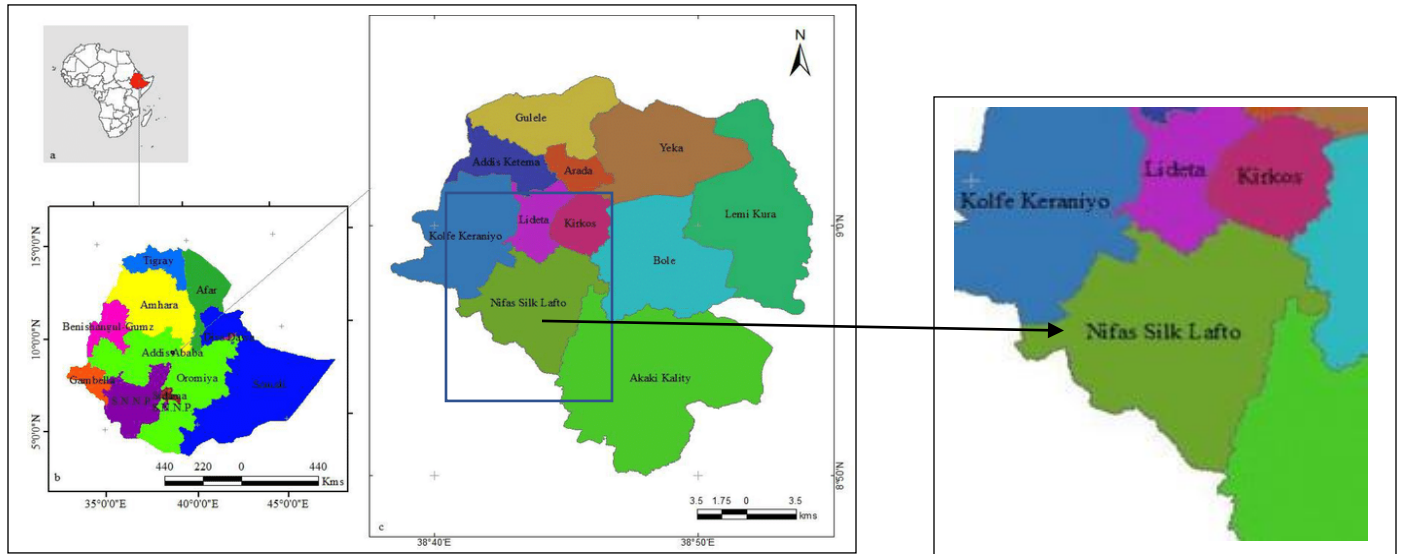 a
15°0'0"N
10°0'0"N
5°0'0"N
Tigray
Afar
Amhara
Benishangul Gumz
Addis Ababa
Oromiya
Gambella
440 220 0 440
Kms
b
35°0'0"E 40°0'0"E 45°0'0"E
N
Gulele
Yeka
Addis Ketema
Arada
Lideta
Kirkos
Lemi Kura
Kolfe Keraniyo
Bole
Nifas Silk Lafto
Akaki Kality
9°0'N
8°50'N
3.5 1.75 0 3.5
kms
c
38°40'E 38°50'E
Lideta
Kirkos
Kolfe Keraniyo
Nifas Silk Lafto